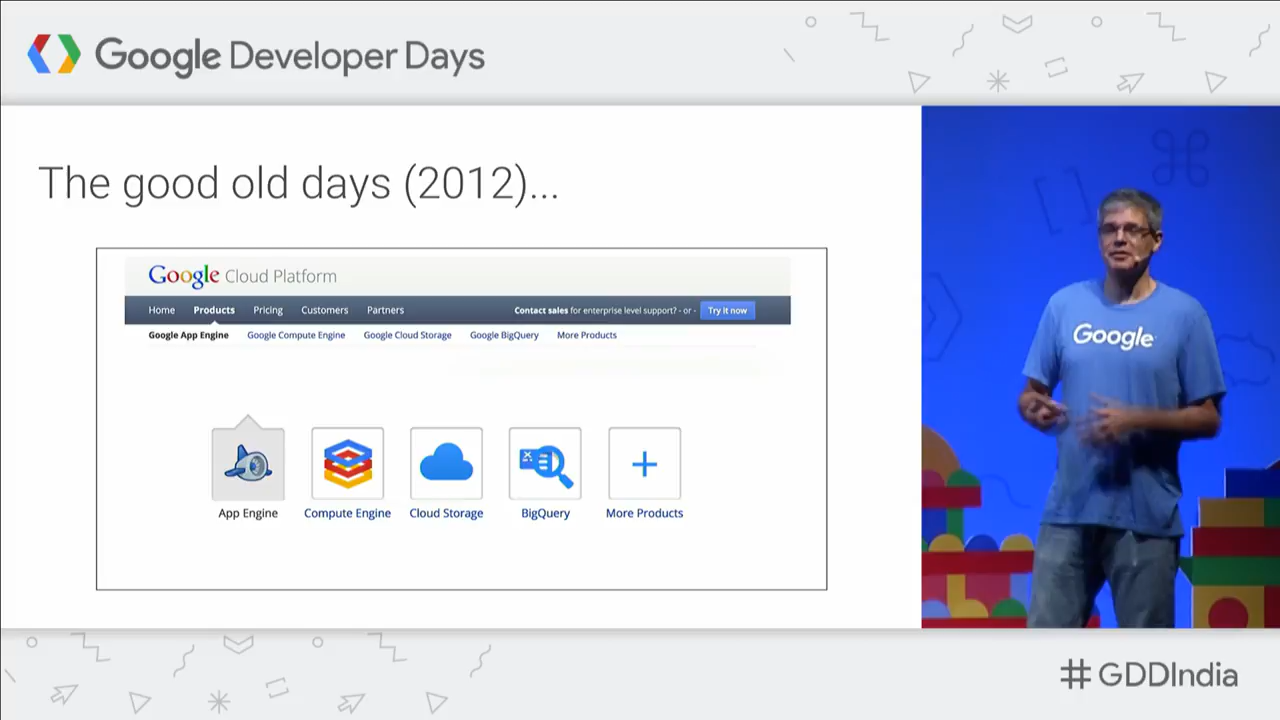 Google Developer Days
The good old days (2012)...
Google Cloud Platform
Home Products Pricing Customers Partners Contact sales for enterprise level support? - or - Try it now
Google App Engine Google Compute Engine Google Cloud Storage Google BigQuery More Products
App Engine Compute Engine Cloud Storage BigQuery More Products
Google
#GDDIndia